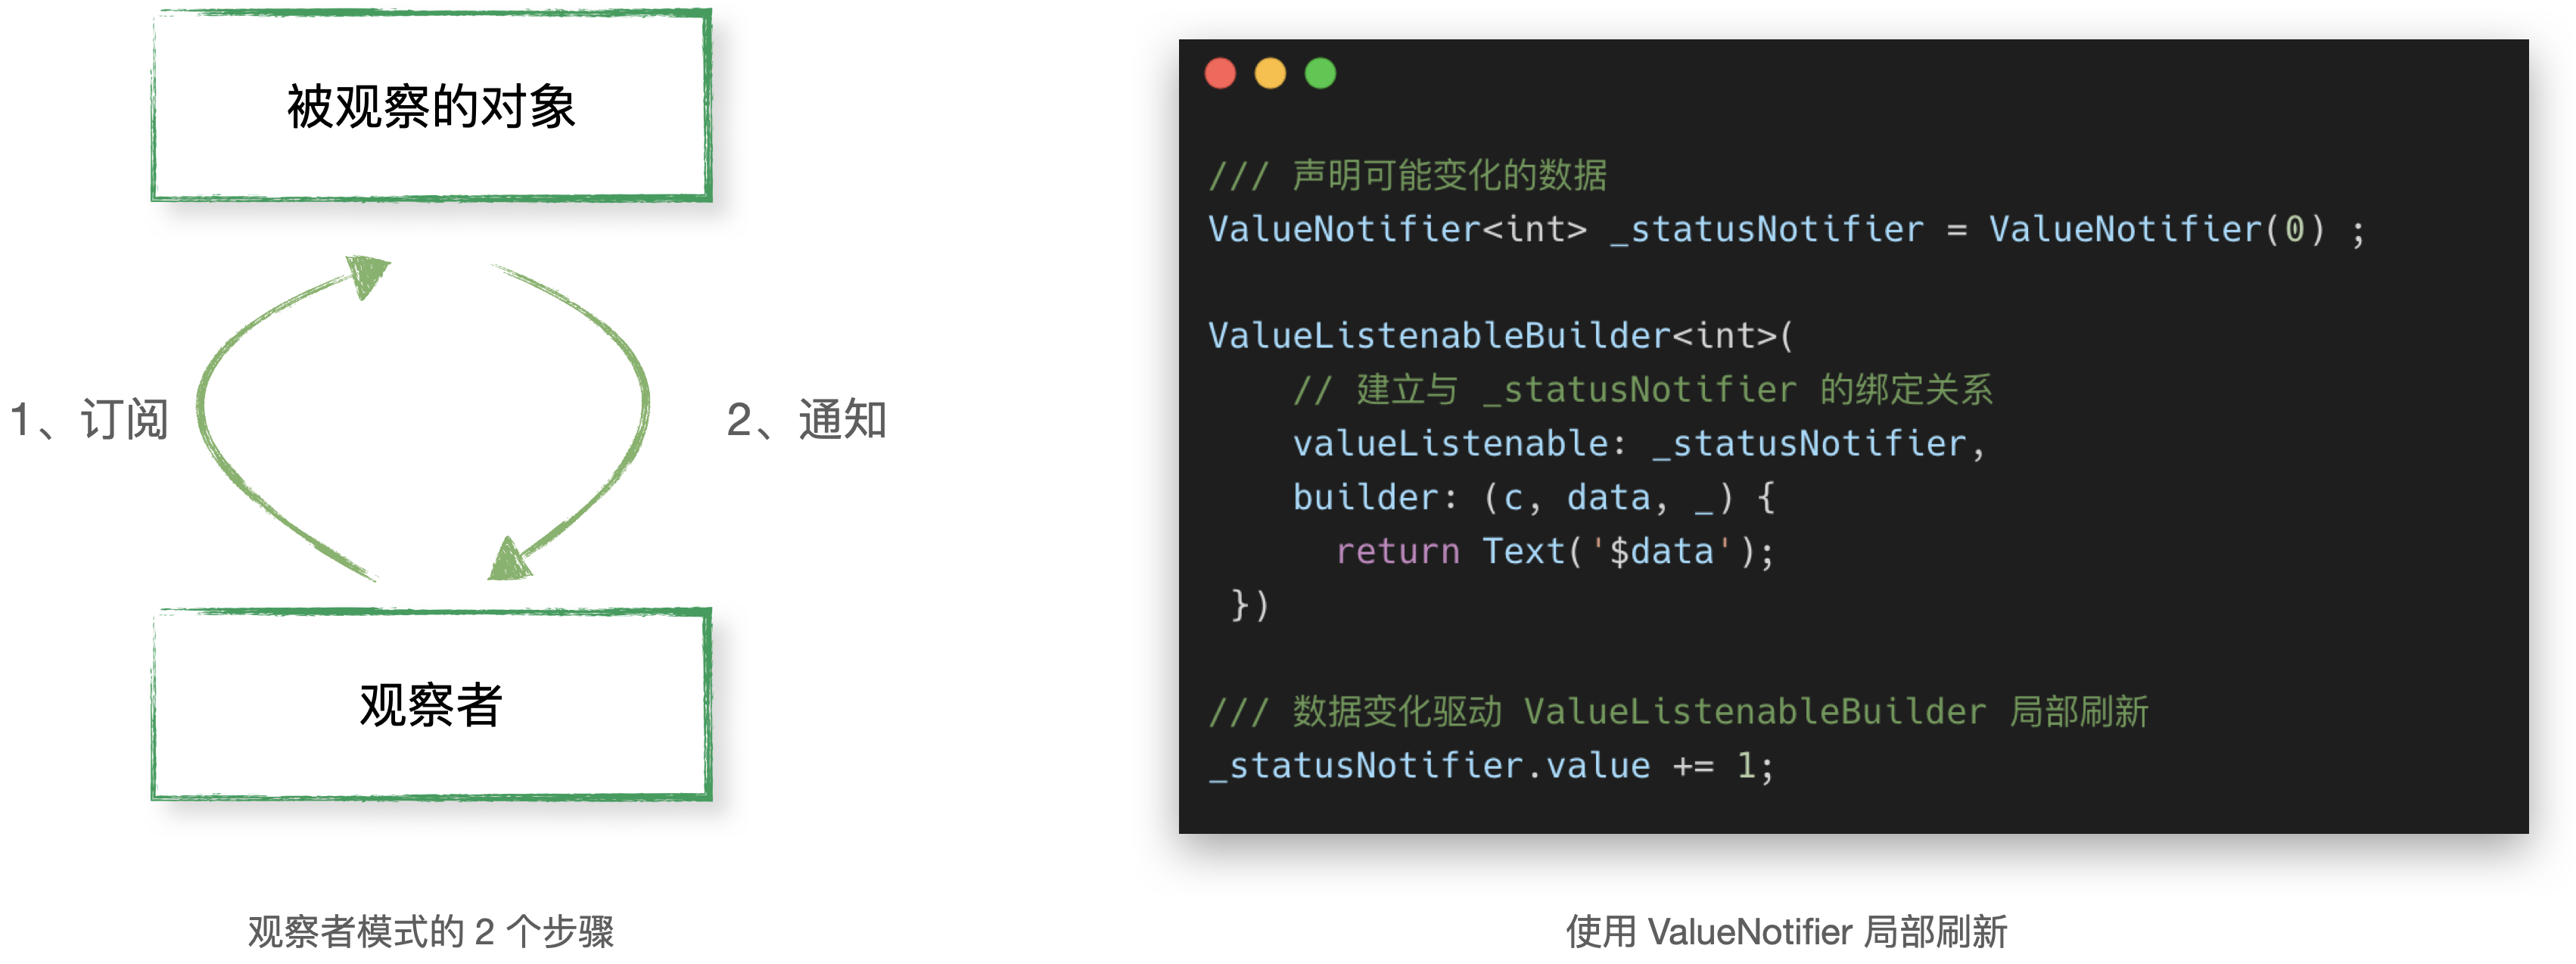 被观察的对象
1、订阅
2、通知
观察者
观察者模式的 2 个步骤
/// 声明可能变化的数据
ValueNotifier<int> _statusNotifier = ValueNotifier(0) ;
ValueListenableBuilder<int>(
// 建立与 _statusNotifier 的绑定关系
valueListenable: _statusNotifier,
builder: (c, data, _) {
return Text('$data');
})
/// 数据变化驱动 ValueListenableBuilder 局部刷新
_statusNotifier.value += 1;
使用 ValueNotifier 局部刷新